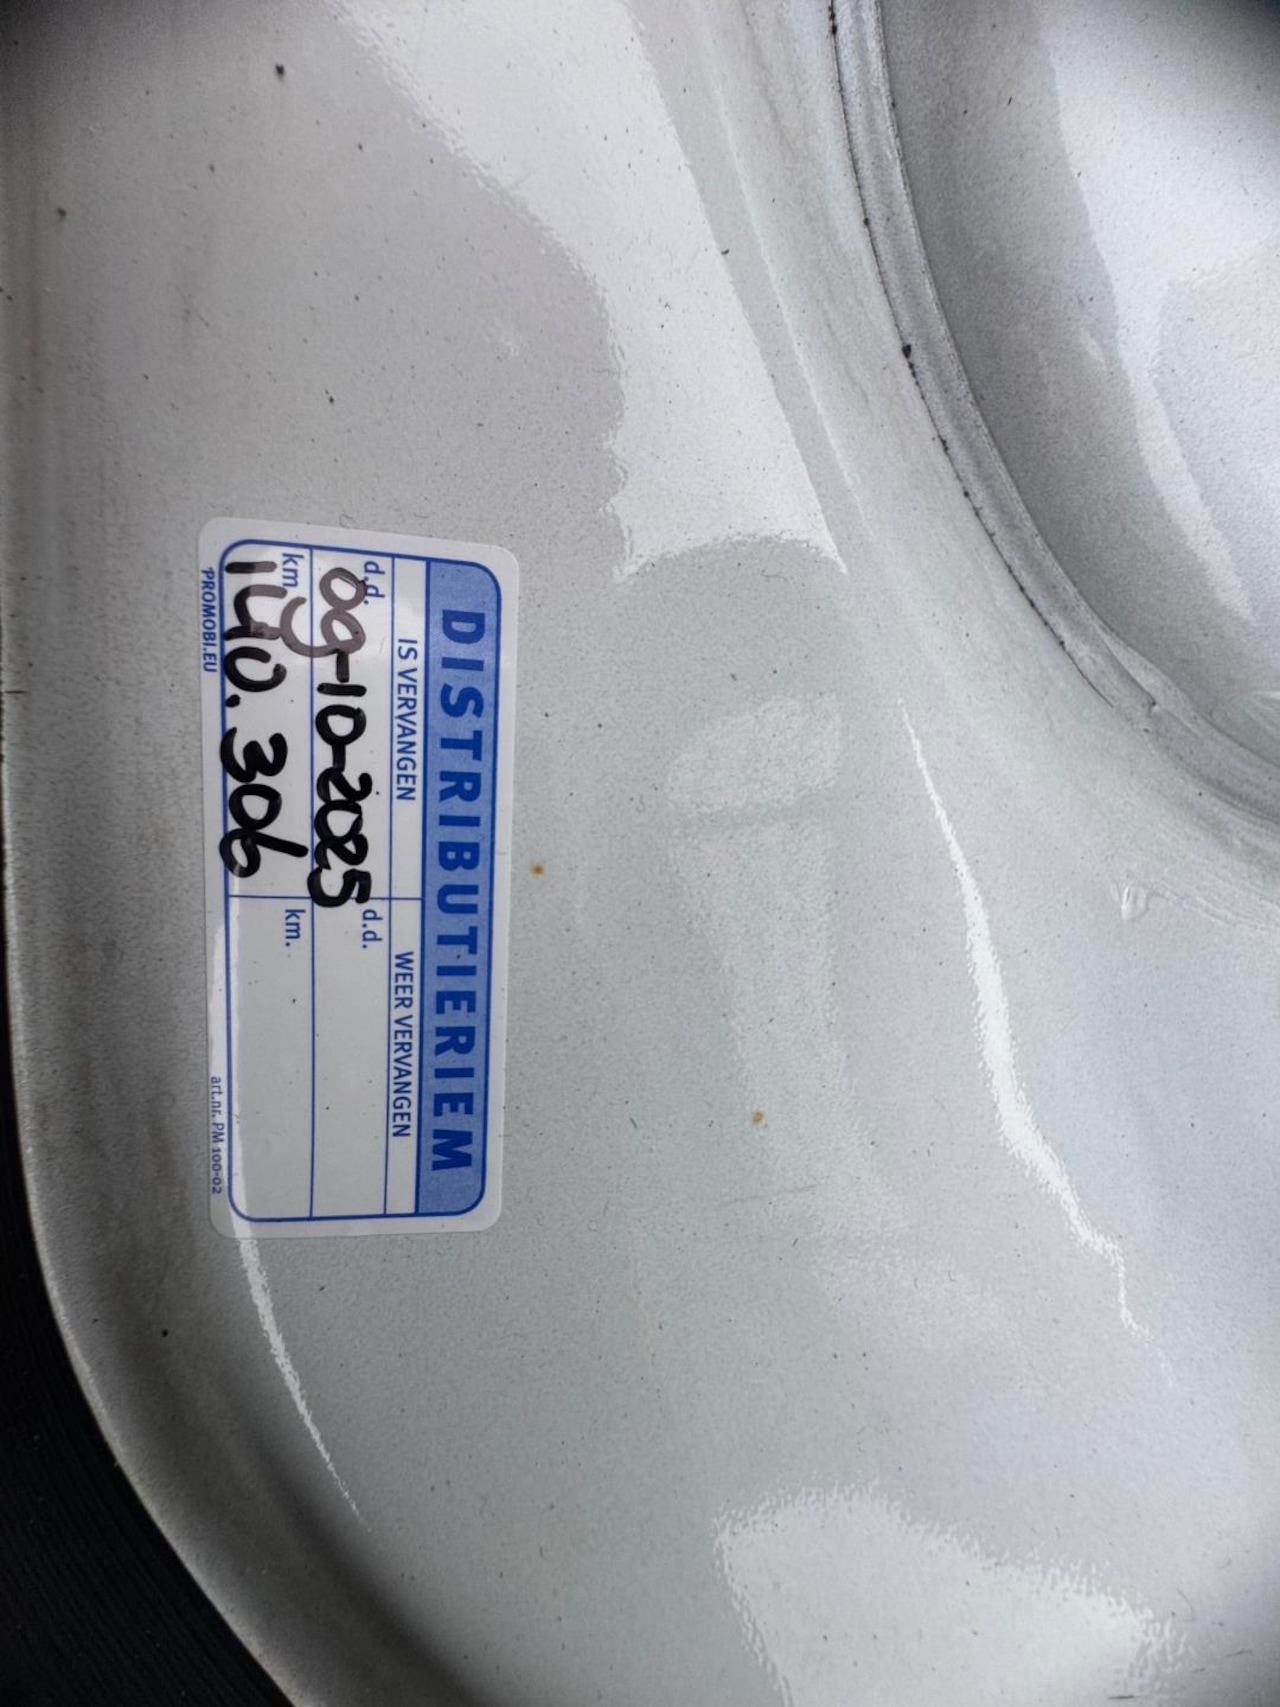 DISTRIBUTIERIEM
IS VERVANGEN WEER VERVANGEN
d.d. 09-10-2025 d.d.
km. 140.306 km.
PROMOBI.EU art.nr. PM 100-02